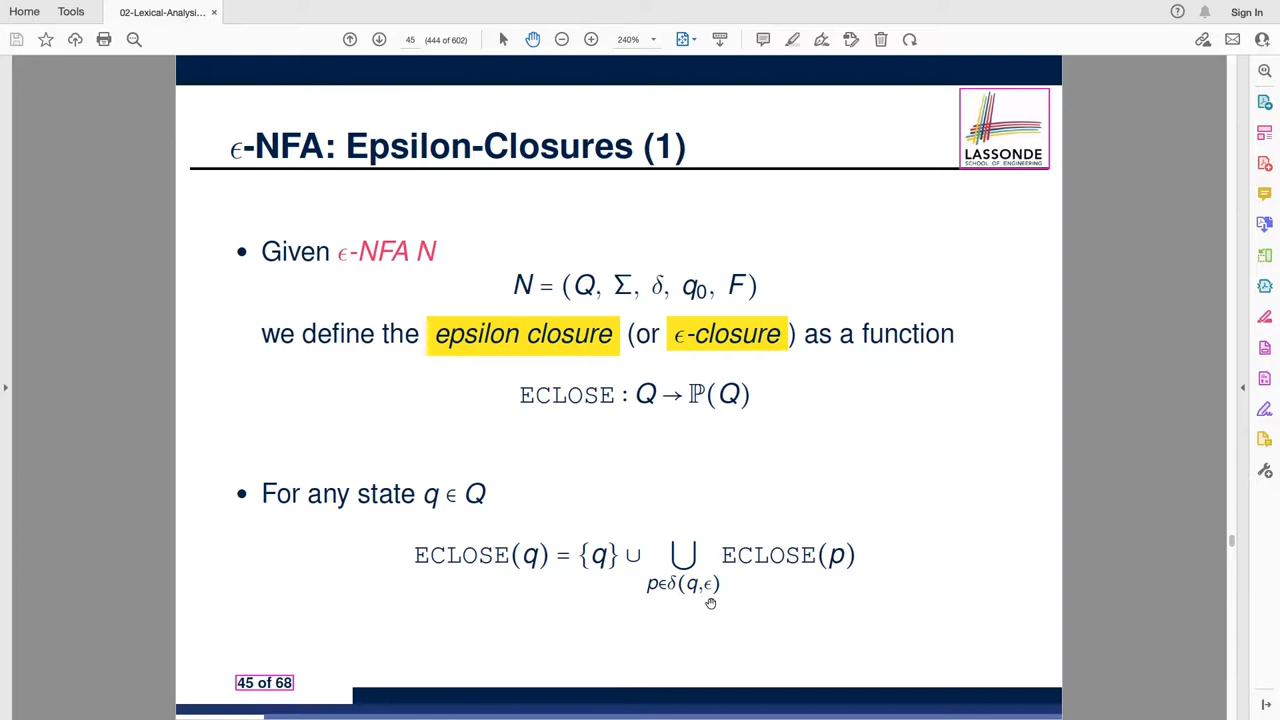 Home Tools 02-Lexical-Analysi... × Sign In
45 (444 of 602) 240%
ϵ-NFA: Epsilon-Closures (1)
LASSONDE
SCHOOL OF ENGINEERING
• Given ϵ-NFA N
N = (Q, Σ, δ, q₀, F)
we define the epsilon closure (or ϵ-closure) as a function
ECLOSE : Q → ℙ(Q)
• For any state q ∈ Q
ECLOSE(q) = {q} ∪ ⋃ ECLOSE(p)
p∈δ(q,ϵ)
45 of 68